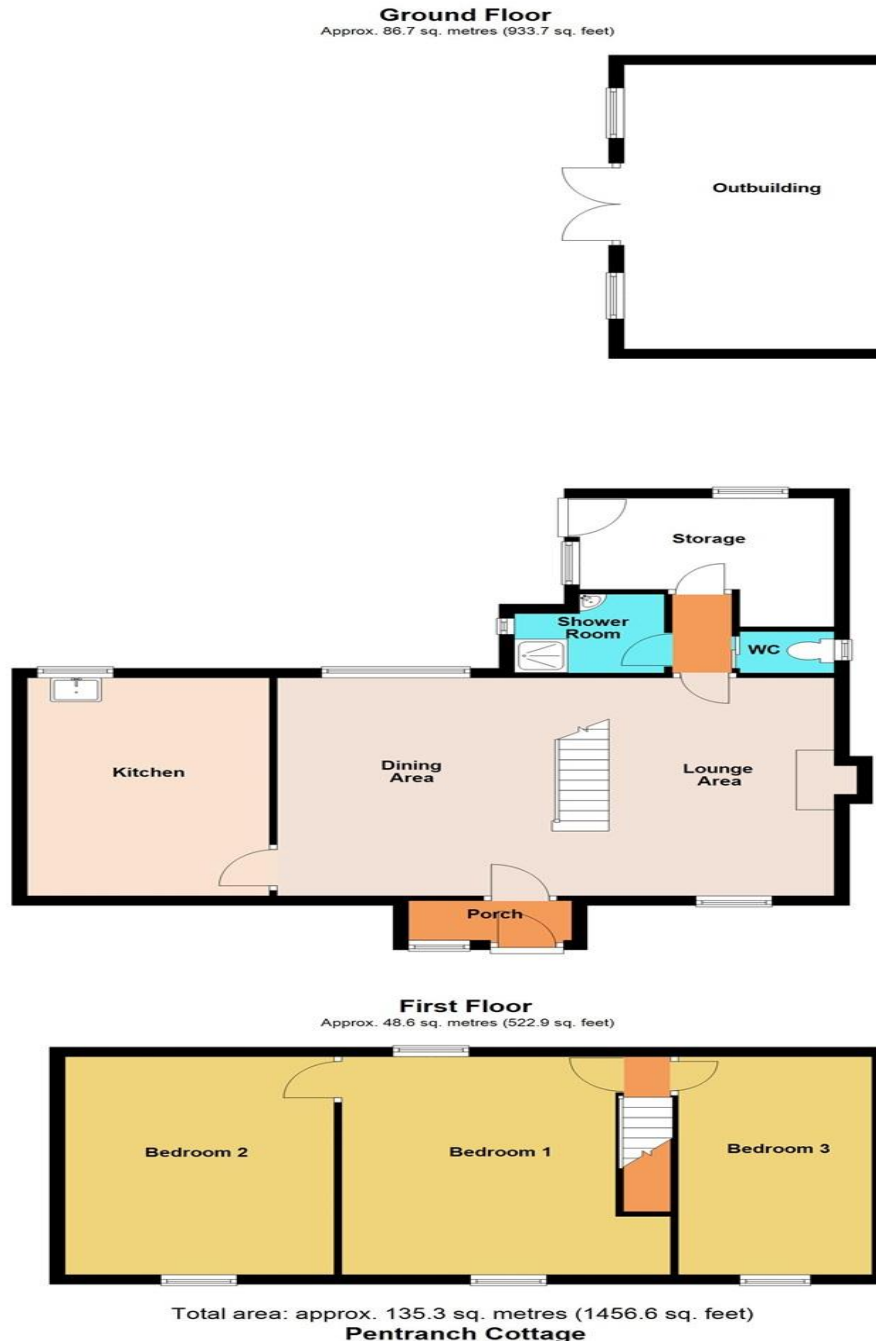 Ground Floor
Approx. 86.7 sq. metres (933.7 sq. feet)
Outbuilding
Storage
Shower
Room
WC
Kitchen
Dining
Area
Lounge
Area
Porch
First Floor
Approx. 48.6 sq. metres (522.9 sq. feet)
Bedroom 2
Bedroom 1
Bedroom 3
Total area: approx. 135.3 sq. metres (1456.6 sq. feet)
Pentranch Cottage